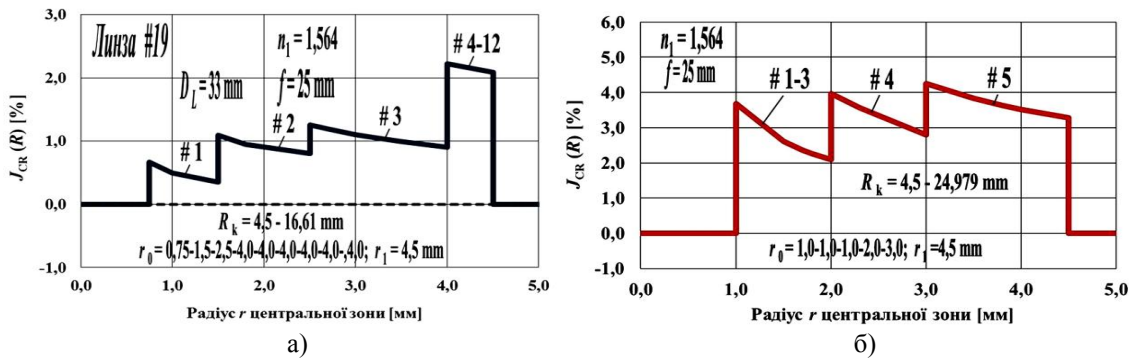 Линза #19
n₁ = 1,564
D_L = 33 mm
f = 25 mm
# 4-12
# 1
# 2
# 3
R_k = 4,5 - 16,61 mm
r₀ = 0,75-1,5-2,5-4,0-4,0-4,0-4,0-4,0-,4,0; r₁ = 4,5 mm
J_CR (R) [%]
3,0
2,0
1,0
0,0
-1,0
0,0 1,0 2,0 3,0 4,0 5,0
Радіус r центральної зони [мм]
а)
n₁ = 1,564
f = 25 mm
# 1-3
# 4
# 5
R_k = 4,5 - 24,979 mm
r₀ = 1,0-1,0-1,0-2,0-3,0; r₁ =4,5 mm
J_CR (R) [%]
6,0
5,0
4,0
3,0
2,0
1,0
0,0
-1,0
0,0 1,0 2,0 3,0 4,0 5,0
Радіус r центральної зони [мм]
б)